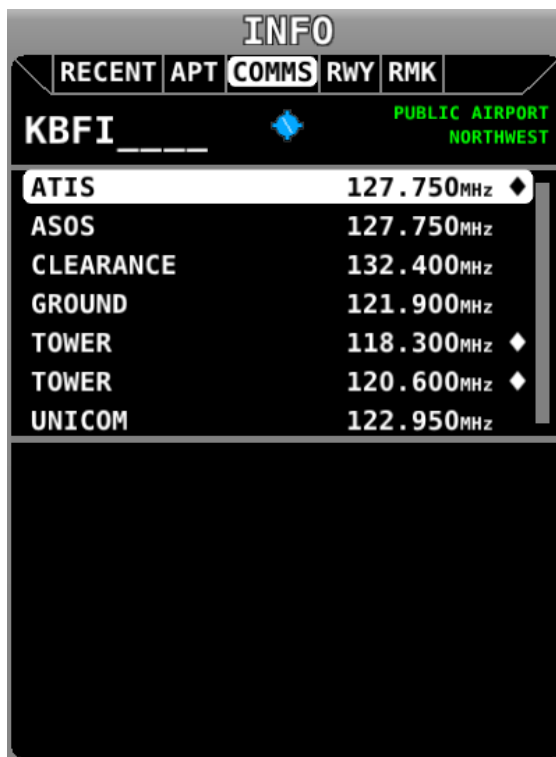 INFO
RECENT APT COMMS RWY RMK
KBFI____ PUBLIC AIRPORT
NORTHWEST
ATIS 127.750MHz ◆
ASOS 127.750MHz
CLEARANCE 132.400MHz
GROUND 121.900MHz
TOWER 118.300MHz ◆
TOWER 120.600MHz ◆
UNICOM 122.950MHz